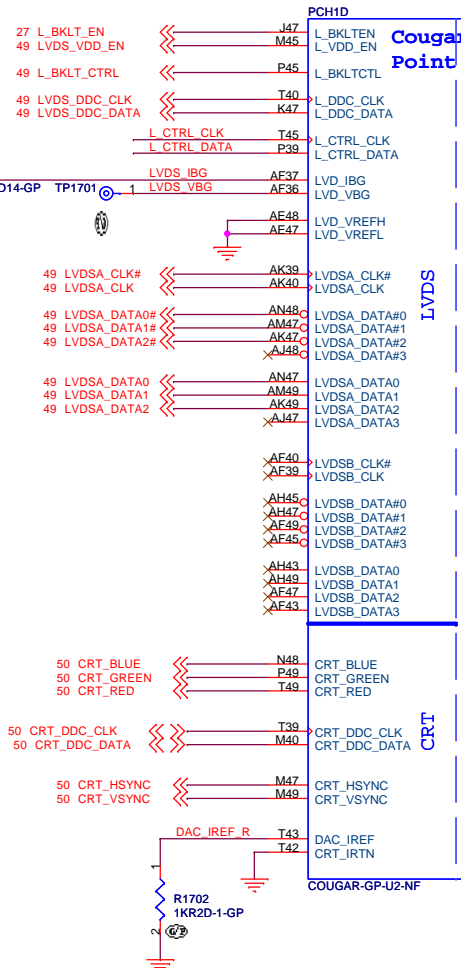 PCH1D
Cougar
Point
27 L_BKLT_EN J47 L_BKLTEN
49 LVDS_VDD_EN M45 L_VDD_EN
49 L_BKLT_CTRL P45 L_BKLTCTL
49 LVDS_DDC_CLK T40 L_DDC_CLK
49 LVDS_DDC_DATA K47 L_DDC_DATA
L_CTRL_CLK T45 L_CTRL_CLK
L_CTRL_DATA P39 L_CTRL_DATA
LVDS_IBG AF37 LVD_IBG
D14-GP TP1701 1 LVDS_VBG AF36 LVD_VBG
AE48 LVD_VREFH
AE47 LVD_VREFL
LVDS
49 LVDSA_CLK# AK39 LVDSA_CLK#
49 LVDSA_CLK AK40 LVDSA_CLK
49 LVDSA_DATA0# AN48 LVDSA_DATA#0
49 LVDSA_DATA1# AM47 LVDSA_DATA#1
49 LVDSA_DATA2# AK47 LVDSA_DATA#2
AJ48 LVDSA_DATA#3
49 LVDSA_DATA0 AN47 LVDSA_DATA0
49 LVDSA_DATA1 AM49 LVDSA_DATA1
49 LVDSA_DATA2 AK49 LVDSA_DATA2
AJ47 LVDSA_DATA3
AF40 LVDSB_CLK#
AF39 LVDSB_CLK
AH45 LVDSB_DATA#0
AH47 LVDSB_DATA#1
AF49 LVDSB_DATA#2
AF45 LVDSB_DATA#3
AH43 LVDSB_DATA0
AH49 LVDSB_DATA1
AF47 LVDSB_DATA2
AF43 LVDSB_DATA3
CRT
50 CRT_BLUE N48 CRT_BLUE
50 CRT_GREEN P49 CRT_GREEN
50 CRT_RED T49 CRT_RED
50 CRT_DDC_CLK T39 CRT_DDC_CLK
50 CRT_DDC_DATA M40 CRT_DDC_DATA
50 CRT_HSYNC M47 CRT_HSYNC
50 CRT_VSYNC M49 CRT_VSYNC
DAC_IREF_R T43 DAC_IREF
T42 CRT_IRTN
COUGAR-GP-U2-NF
1
R1702
1KR2D-1-GP
2